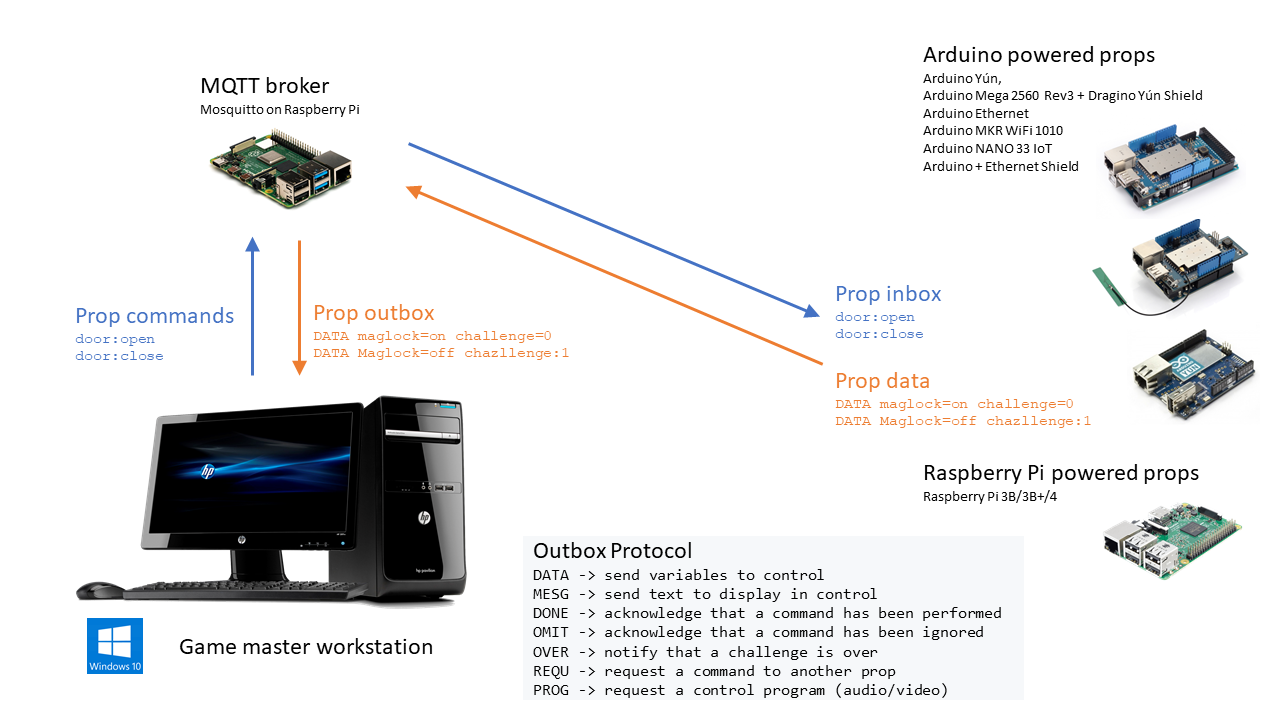 MQTT broker
Mosquitto on Raspberry Pi
Arduino powered props
Arduino Yún,
Arduino Mega 2560 Rev3 + Dragino Yún Shield
Arduino Ethernet
Arduino MKR WiFi 1010
Arduino NANO 33 IoT
Arduino + Ethernet Shield
Prop commands
door:open
door:close
Prop outbox
DATA maglock=on challenge=0
DATA Maglock=off chazllenge:1
Prop inbox
door:open
door:close
Prop data
DATA maglock=on challenge=0
DATA Maglock=off chazllenge:1
Raspberry Pi powered props
Raspberry Pi 3B/3B+/4
hp
hp
hp
hp pavilion
Windows 10
Game master workstation
Outbox Protocol
DATA -> send variables to control
MESG -> send text to display in control
DONE -> acknowledge that a command has been performed
OMIT -> acknowledge that a command has been ignored
OVER -> notify that a challenge is over
REQU -> request a command to another prop
PROG -> request a control program (audio/video)